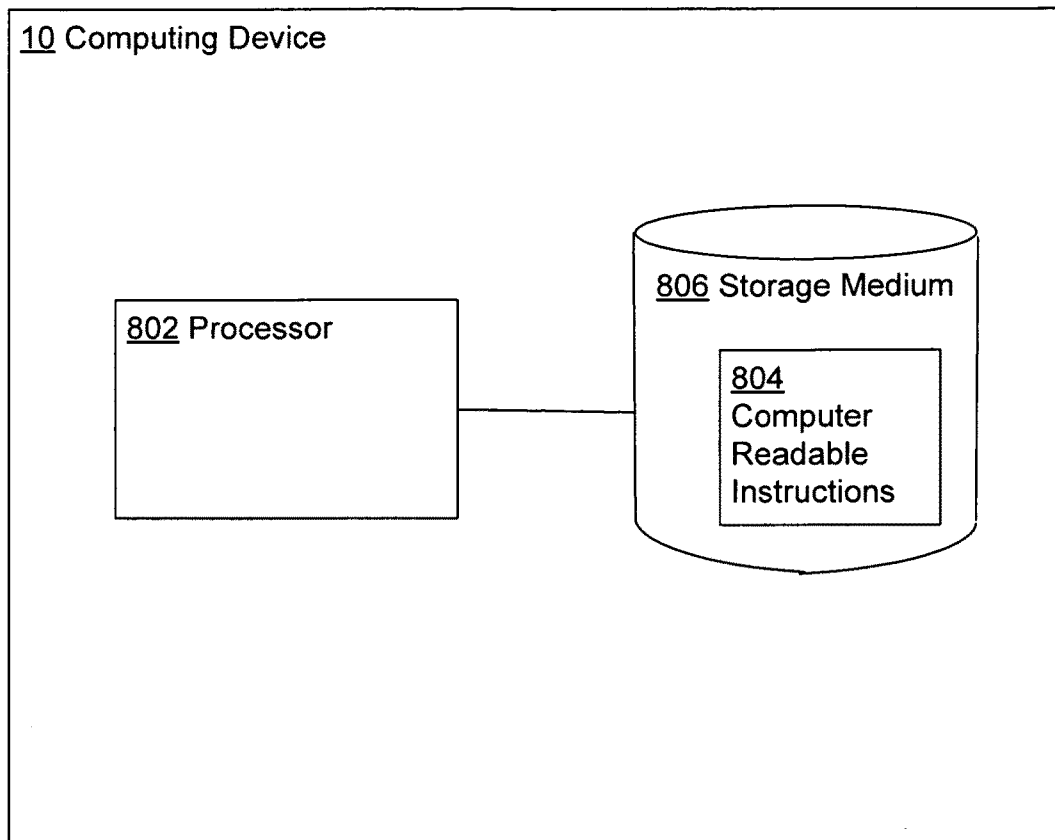 10 Computing Device
806 Storage Medium
802 Processor
804
Computer
Readable
Instructions